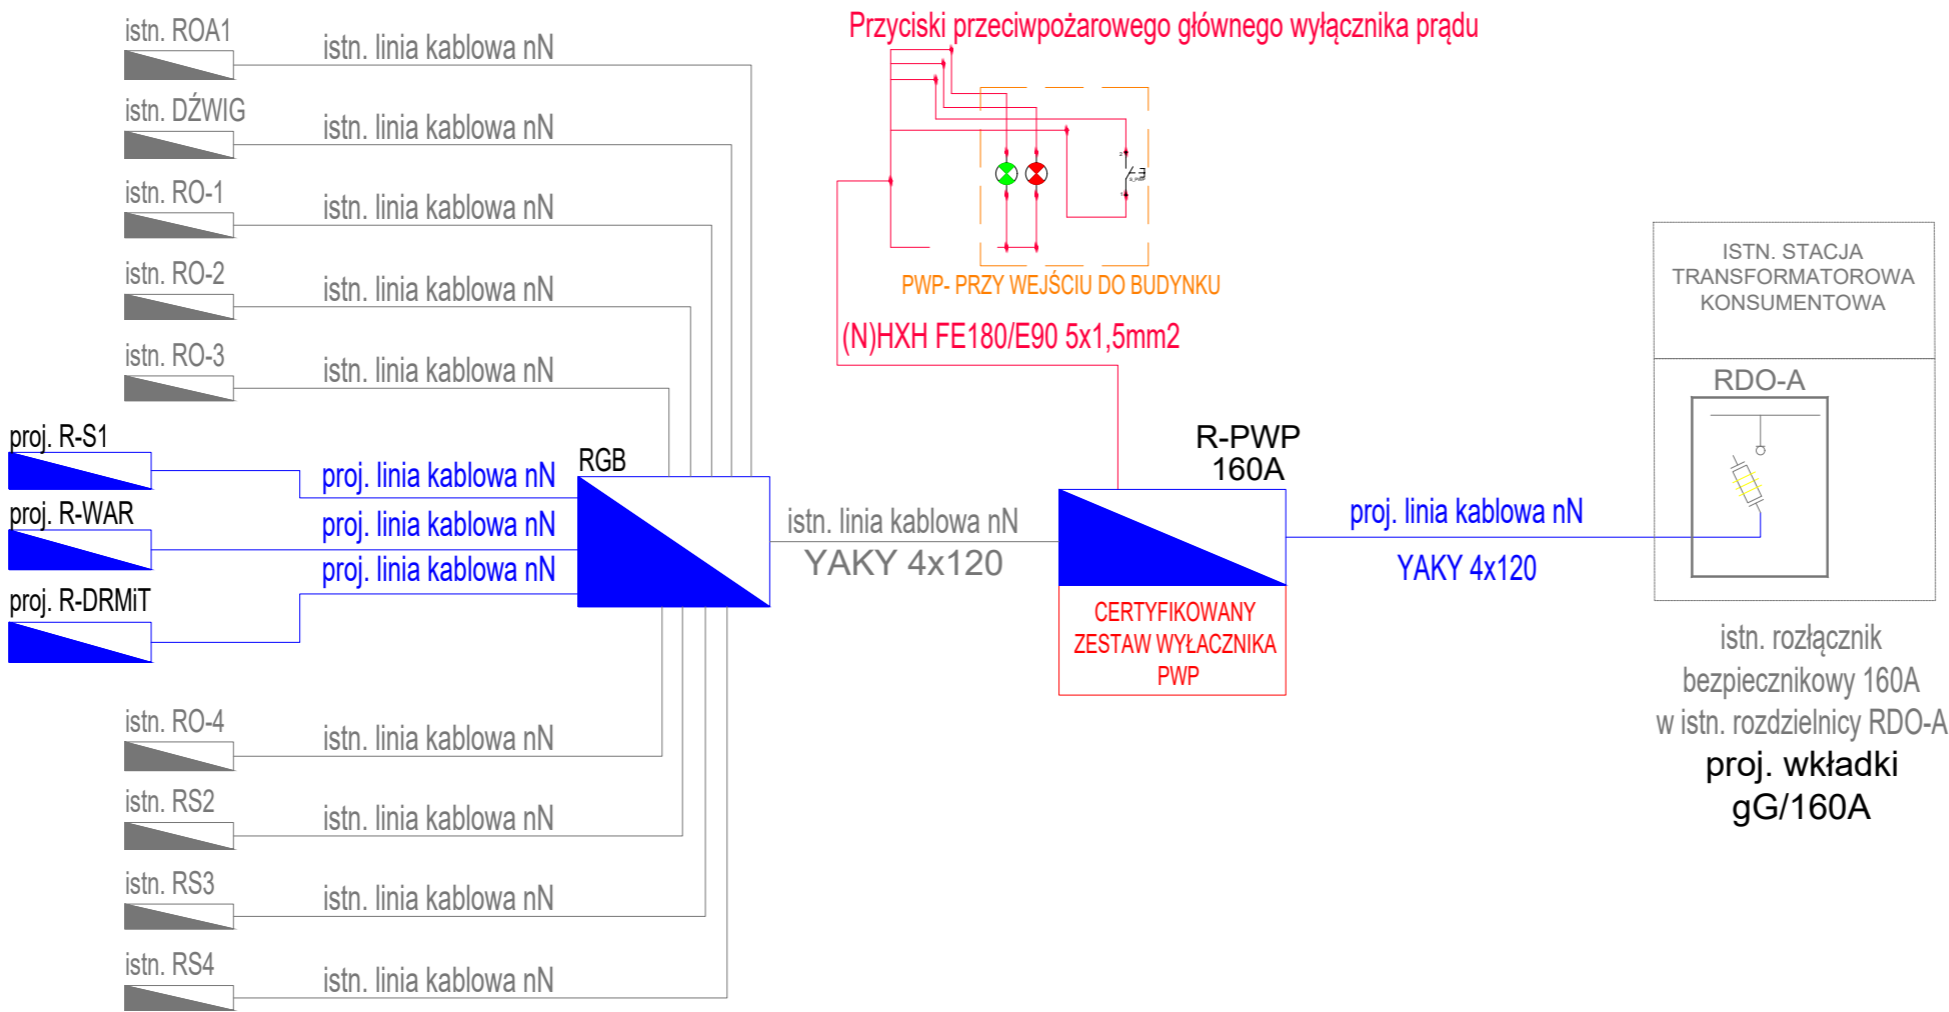 Przyciski przeciwpożarowego głównego wyłącznika prądu
istn. ROA1
istn. linia kablowa nN
istn. DŹWIG
istn. linia kablowa nN
istn. RO-1
istn. linia kablowa nN
istn. RO-2
istn. linia kablowa nN
istn. RO-3
istn. linia kablowa nN
PWP- PRZY WEJŚCIU DO BUDYNKU
(N)HXH FE180/E90 5x1,5mm2
ISTN. STACJA
TRANSFORMATOROWA
KONSUMENTOWA
RDO-A
proj. R-S1
proj. linia kablowa nN
proj. R-WAR
proj. linia kablowa nN
proj. R-DRMiT
proj. linia kablowa nN
RGB
istn. linia kablowa nN
YAKY 4x120
R-PWP
160A
CERTYFIKOWANY
ZESTAW WYŁACZNIKA
PWP
proj. linia kablowa nN
YAKY 4x120
istn. rozłącznik
bezpiecznikowy 160A
w istn. rozdzielnicy RDO-A
proj. wkładki
gG/160A
istn. RO-4
istn. linia kablowa nN
istn. RS2
istn. linia kablowa nN
istn. RS3
istn. linia kablowa nN
istn. RS4
istn. linia kablowa nN